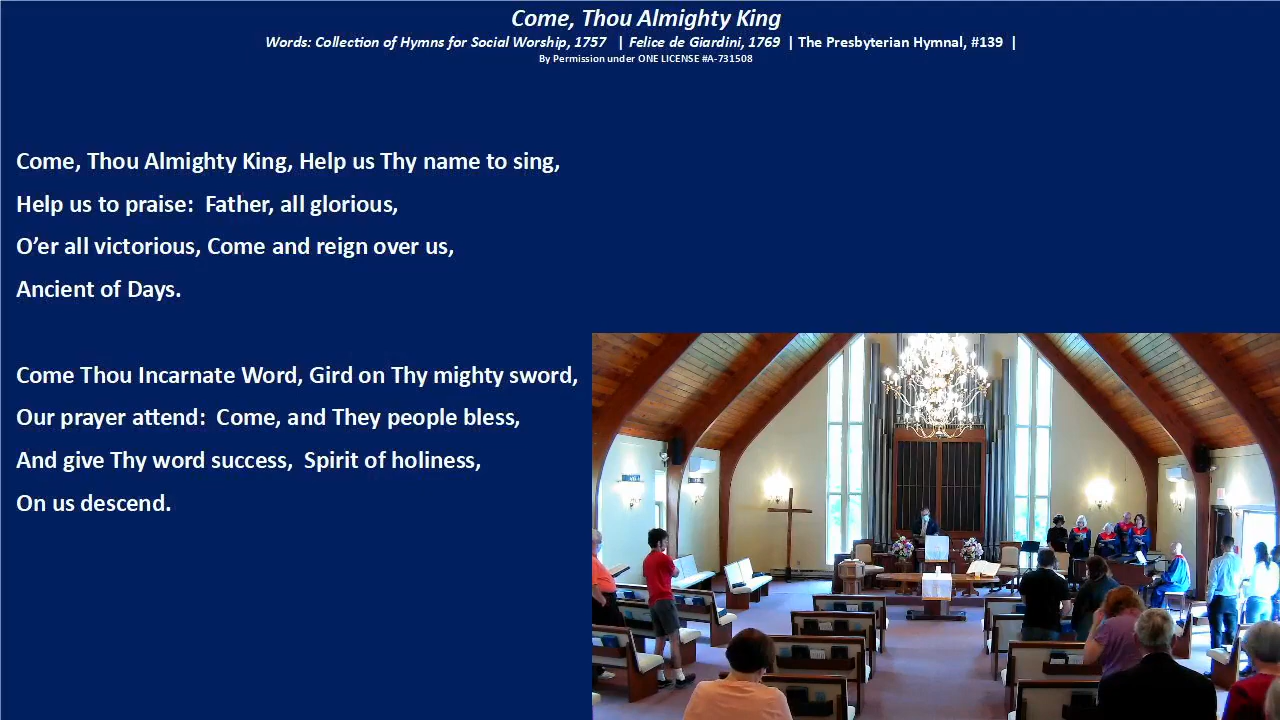 Come, Thou Almighty King
Words: Collection of Hymns for Social Worship, 1757 | Felice de Giardini, 1769 | The Presbyterian Hymnal, #139 |
By Permission under ONE LICENSE #A-731508
Come, Thou Almighty King, Help us Thy name to sing,
Help us to praise: Father, all glorious,
O’er all victorious, Come and reign over us,
Ancient of Days.
Come Thou Incarnate Word, Gird on Thy mighty sword,
Our prayer attend: Come, and They people bless,
And give Thy word success, Spirit of holiness,
On us descend.